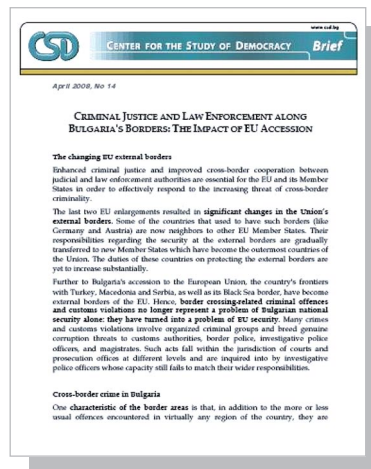 www.csd.bg
CSD
CENTER FOR THE STUDY OF DEMOCRACY
Brief
April 2008, No 14
CRIMINAL JUSTICE AND LAW ENFORCEMENT ALONG
BULGARIA'S BORDERS: THE IMPACT OF EU ACCESSION
The changing EU external borders
Enhanced criminal justice and improved cross-border cooperation between
judicial and law enforcement authorities are essential for the EU and its Member
States in order to effectively respond to the increasing threat of cross-border
criminality.
The last two EU enlargements resulted in significant changes in the Union's
external borders. Some of the countries that used to have such borders (like
Germany and Austria) are now neighbors to other EU Member States. Their
responsibilities regarding the security at the external borders are gradually
transferred to new Member States which have become the outermost countries of
the Union. The duties of these countries on protecting the external borders are
yet to increase substantially.
Further to Bulgaria's accession to the European Union, the country's frontiers
with Turkey, Macedonia and Serbia, as well as its Black Sea border, have become
external borders of the EU. Hence, border crossing-related criminal offences
and customs violations no longer represent a problem of Bulgarian national
security alone: they have turned into a problem of EU security. Many crimes
and customs violations involve organized criminal groups and breed genuine
corruption threats to customs authorities, border police, investigative police
officers, and magistrates. Such acts fall within the jurisdiction of courts and
prosecution offices at different levels and are inquired into by investigative
police officers whose capacity still fails to match their wider responsibilities.
Cross-border crime in Bulgaria
One characteristic of the border areas is that, in addition to the more or less
usual offences encountered in virtually any region of the country, they are